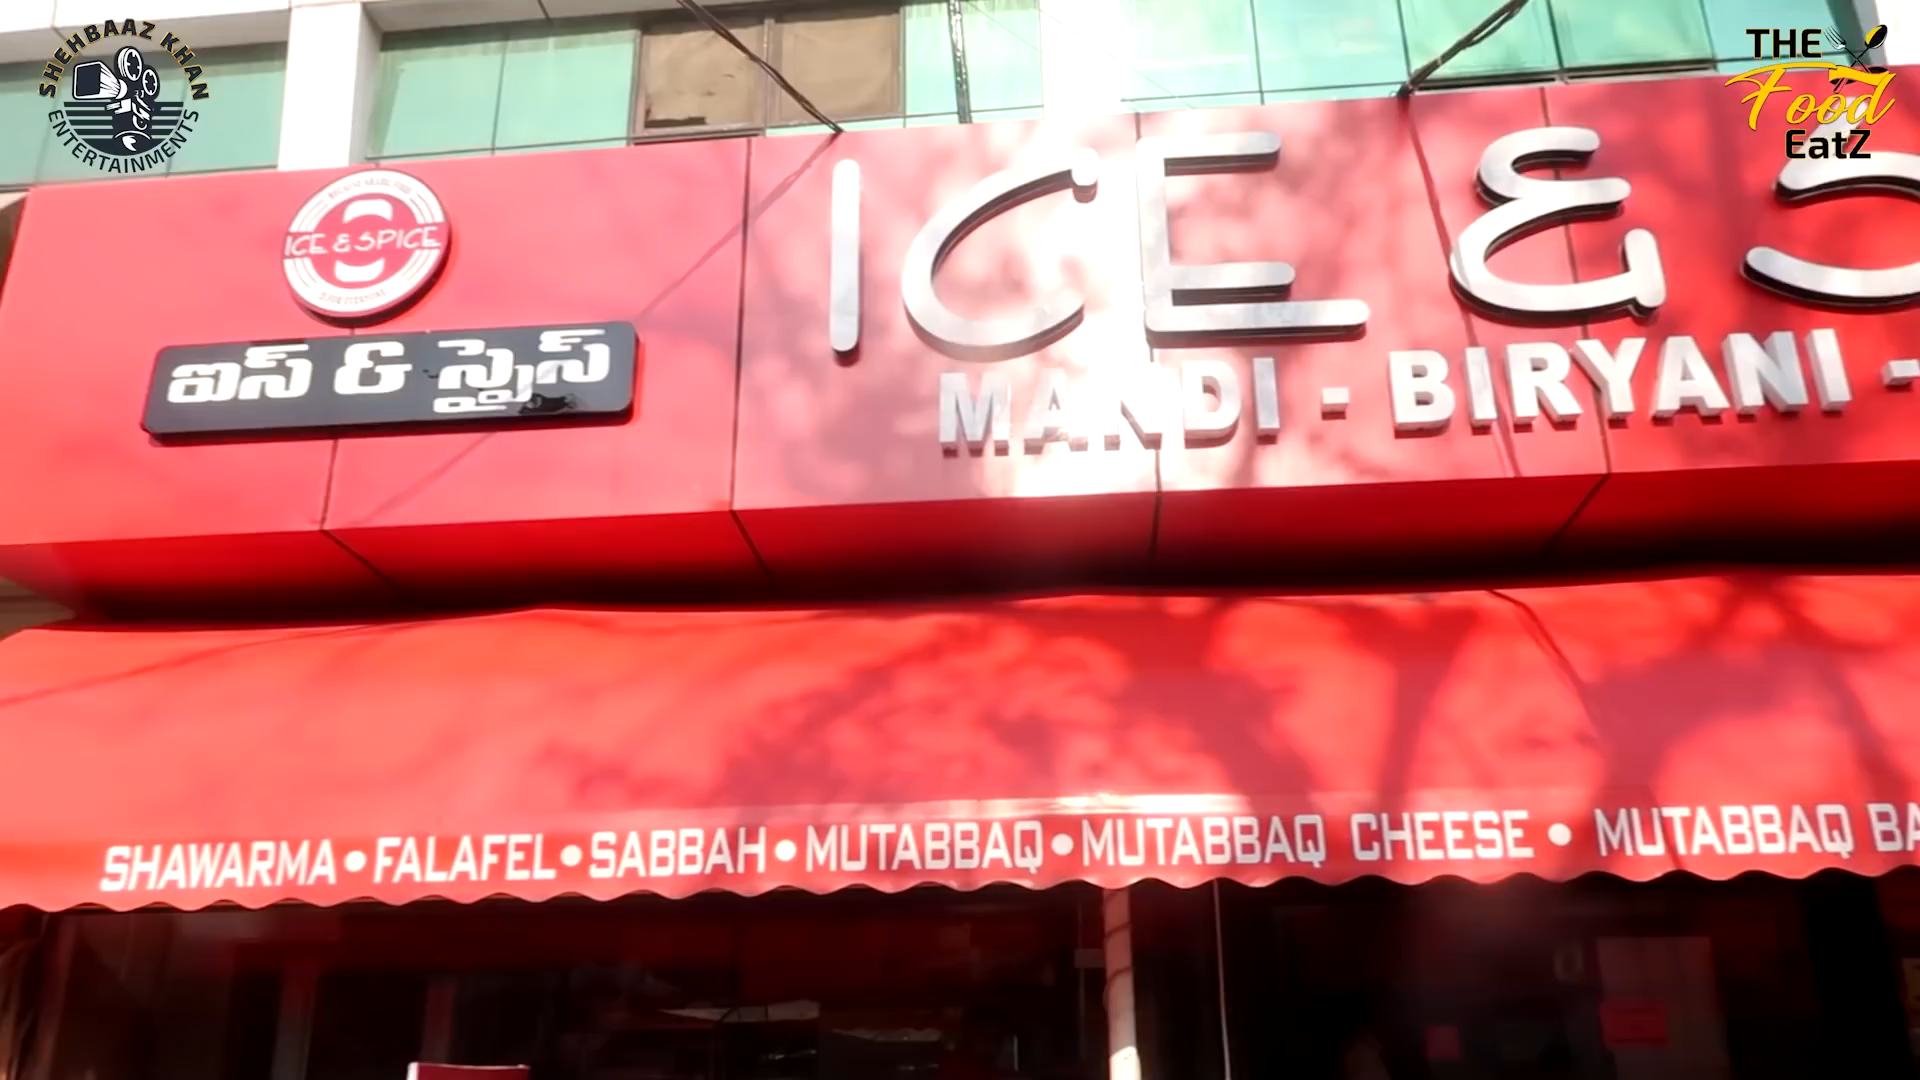 SHEHBAAZ KHAN
ENTERTAINMENTS
THE
Food
EatZ
ICE & SPICE
ఐస్ & స్పైస్
ICE & S
MANDI - BIRYANI -
SHAWARMA • FALAFEL • SABBAH • MUTABBAQ • MUTABBAQ CHEESE • MUTABBAQ BA